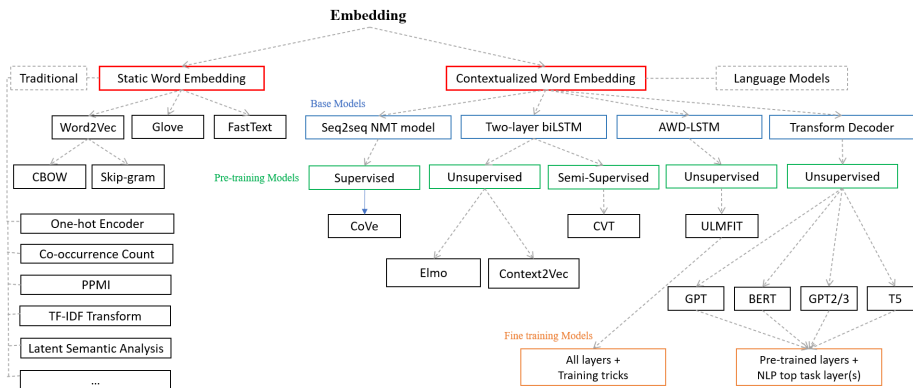 Embedding
Traditional
Static Word Embedding
Contextualized Word Embedding
Language Models
Base Models
Word2Vec
Glove
FastText
Seq2seq NMT model
Two-layer biLSTM
AWD-LSTM
Transform Decoder
CBOW
Skip-gram
Pre-training Models
Supervised
Unsupervised
Semi-Supervised
Unsupervised
Unsupervised
One-hot Encoder
CoVe
CVT
ULMFIT
Co-occurrence Count
Elmo
Context2Vec
PPMI
GPT
BERT
GPT2/3
T5
TF-IDF Transform
Fine training Models
Latent Semantic Analysis
All layers +
Training tricks
Pre-trained layers +
NLP top task layer(s)
...